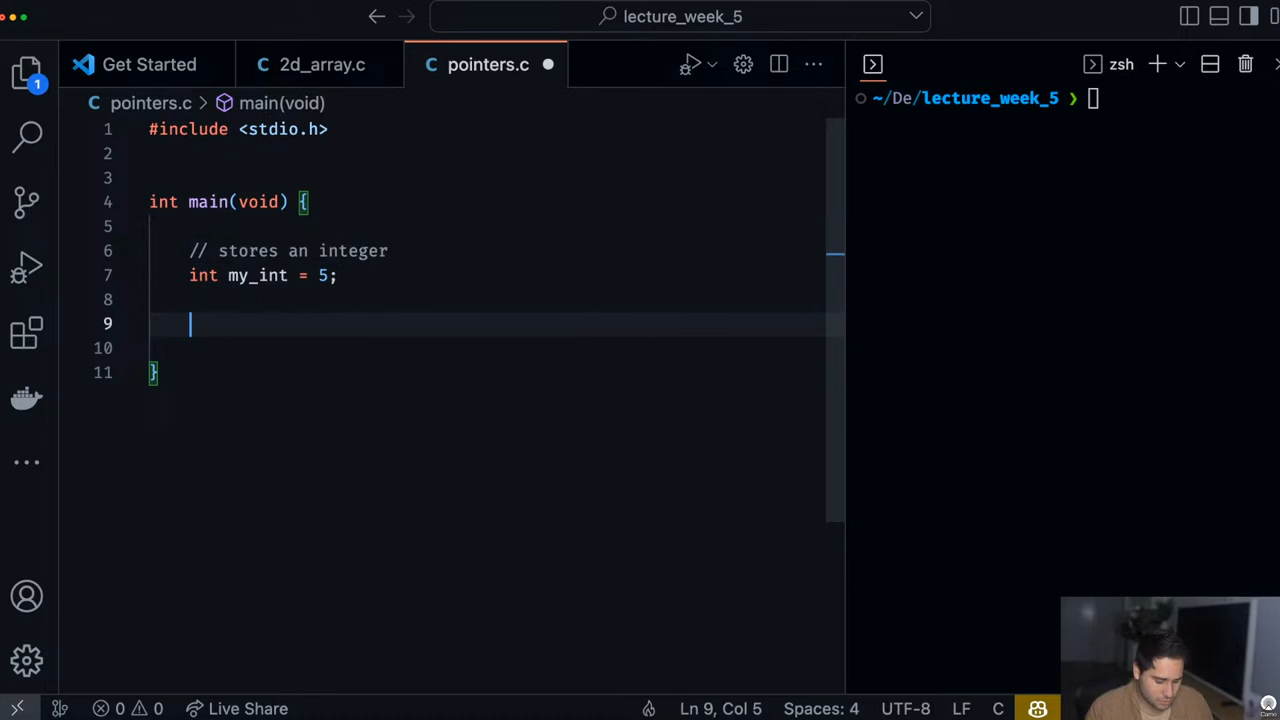 lecture_week_5
Get Started
C 2d_array.c
C pointers.c
zsh
1
C pointers.c > main(void)
~/De/lecture_week_5 ❯
1 #include <stdio.h>
2
3
4 int main(void) {
5
6 // stores an integer
7 int my_int = 5;
8
9
10
11 }
0 0 Live Share Ln 9, Col 5 Spaces: 4 UTF-8 LF C
Camo